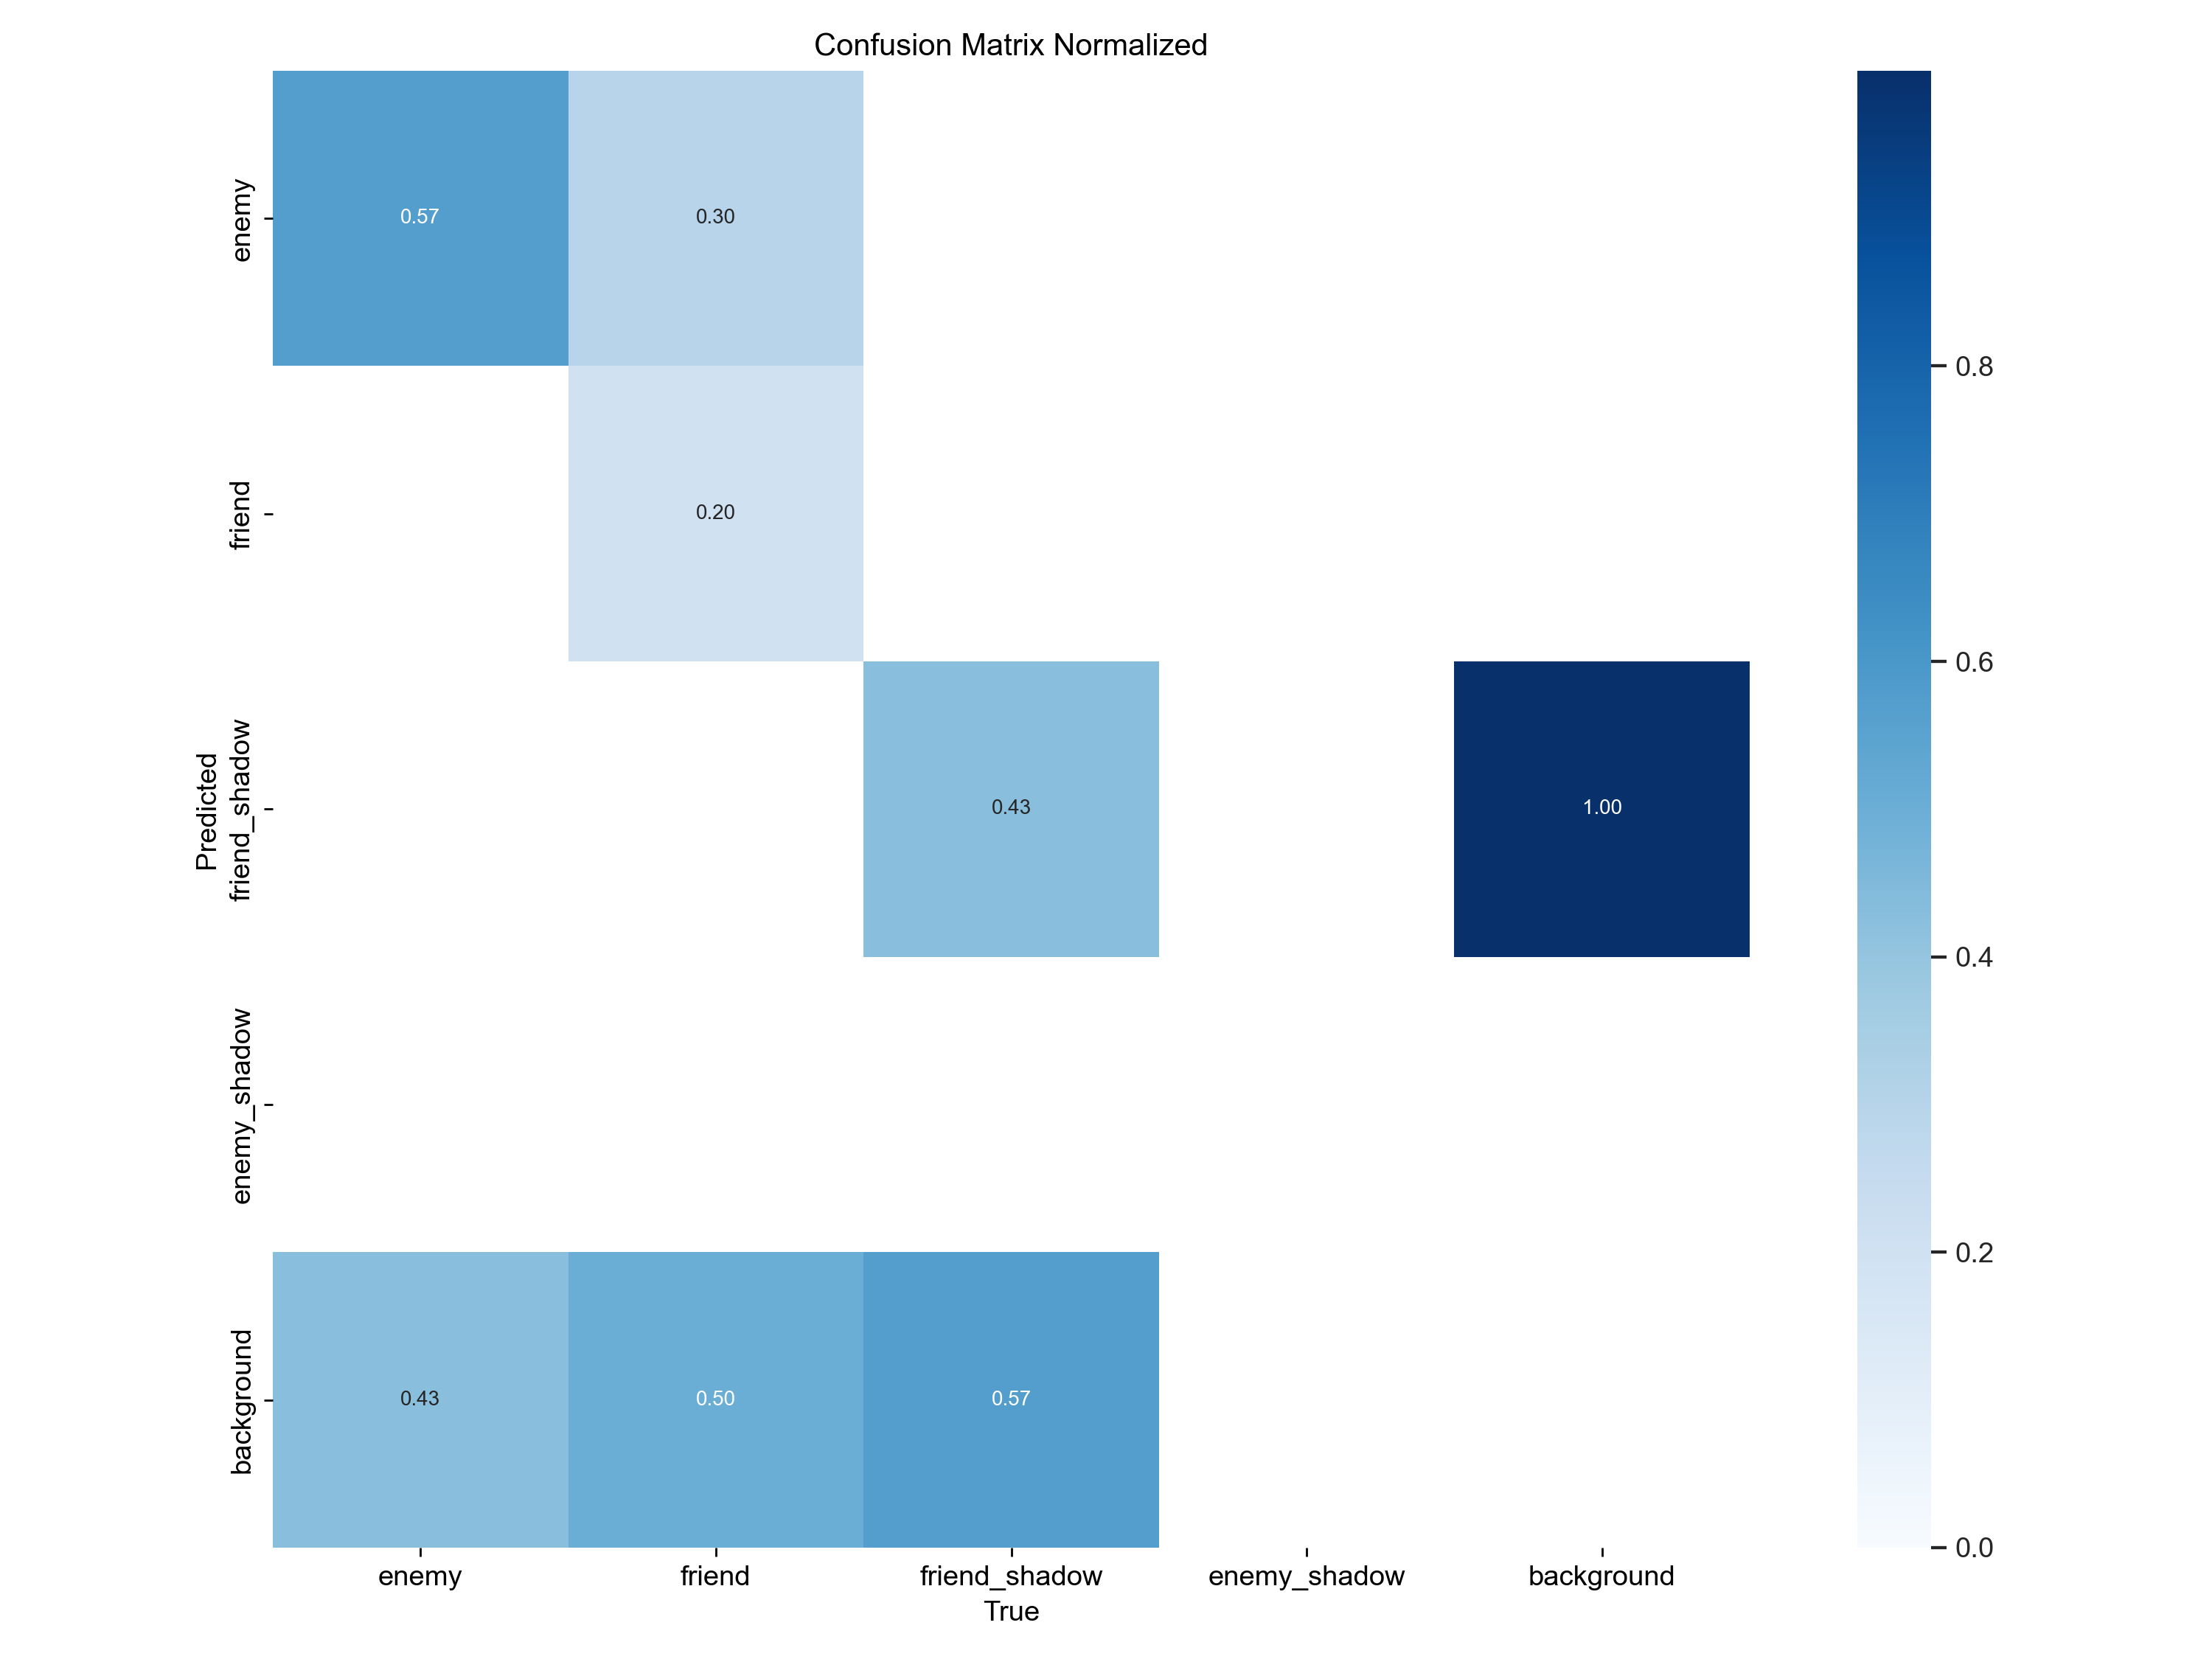 Confusion Matrix Normalized
enemy
0.57
0.30
friend
0.20
Predicted
friend_shadow
0.43
1.00
enemy_shadow
background
0.43
0.50
0.57
enemy
friend
friend_shadow
enemy_shadow
background
True
0.8
0.6
0.4
0.2
0.0